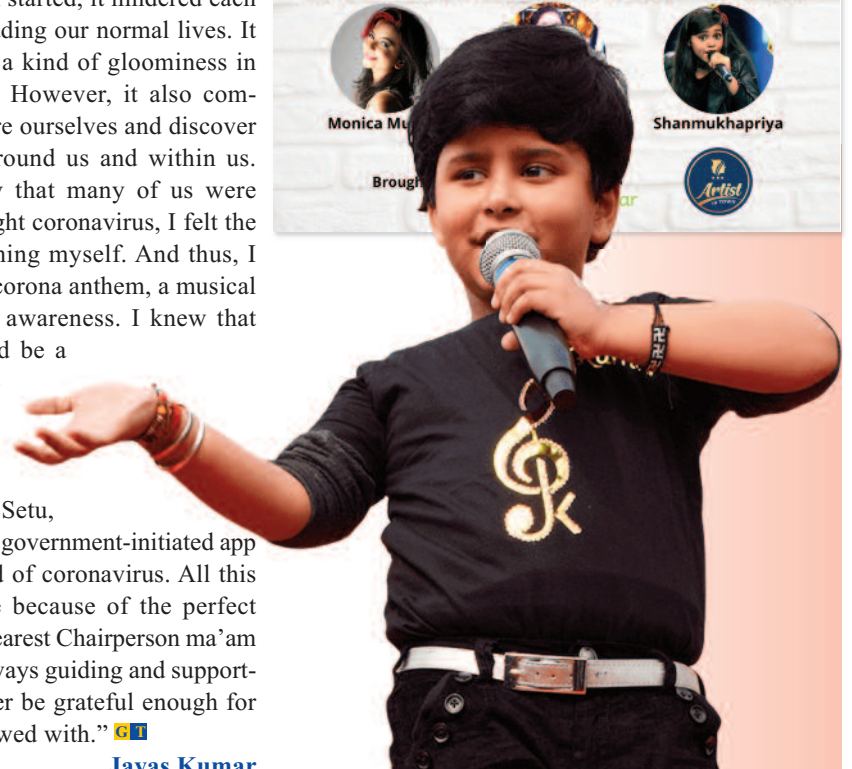 started, it hindered each
ding our normal lives. It
a kind of gloominess in
However, it also com-
re ourselves and discover
round us and within us.
that many of us were
ght coronavirus, I felt the
ning myself. And thus, I
corona anthem, a musical
awareness. I knew that
d be a
Setu,
government-initiated app
d of coronavirus. All this
because of the perfect
earest Chairperson ma’am
ways guiding and support-
er be grateful enough for
wed with.” G T
Jayas Kumar
Monica Mu
Shanmukhapriya
Brough
ar
Artist